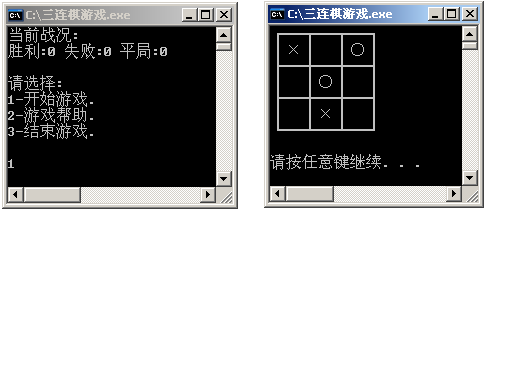 C:\三连棋游戏.exe
当前战况:
胜利:0 失败:0 平局:0
请选择:
1-开始游戏.
2-游戏帮助.
3-结束游戏.
1
C:\三连棋游戏.exe
× ○
○
×
请按任意键继续. . .